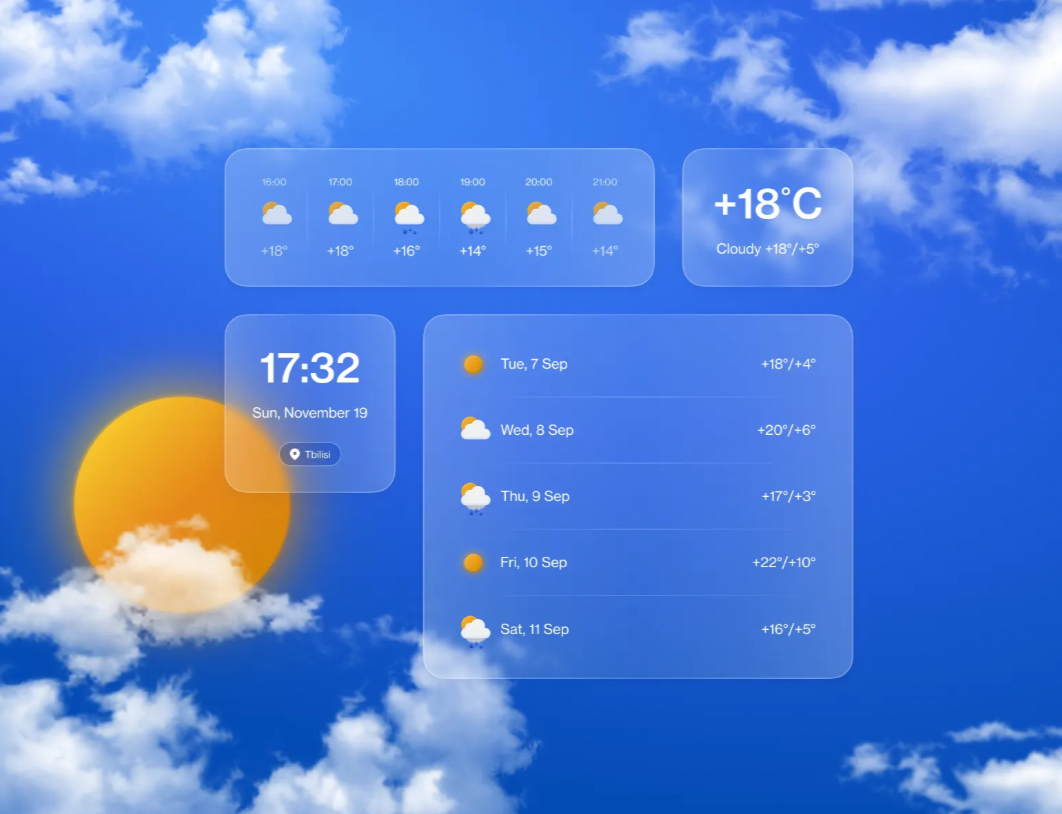 16:00 17:00 18:00 19:00 20:00 21:00
+18° +18° +16° +14° +15° +14°
+18°C
Cloudy +18°/+5°
17:32
Sun, November 19
Tbilisi
Tue, 7 Sep +18°/+4°
Wed, 8 Sep +20°/+6°
Thu, 9 Sep +17°/+3°
Fri, 10 Sep +22°/+10°
Sat, 11 Sep +16°/+5°